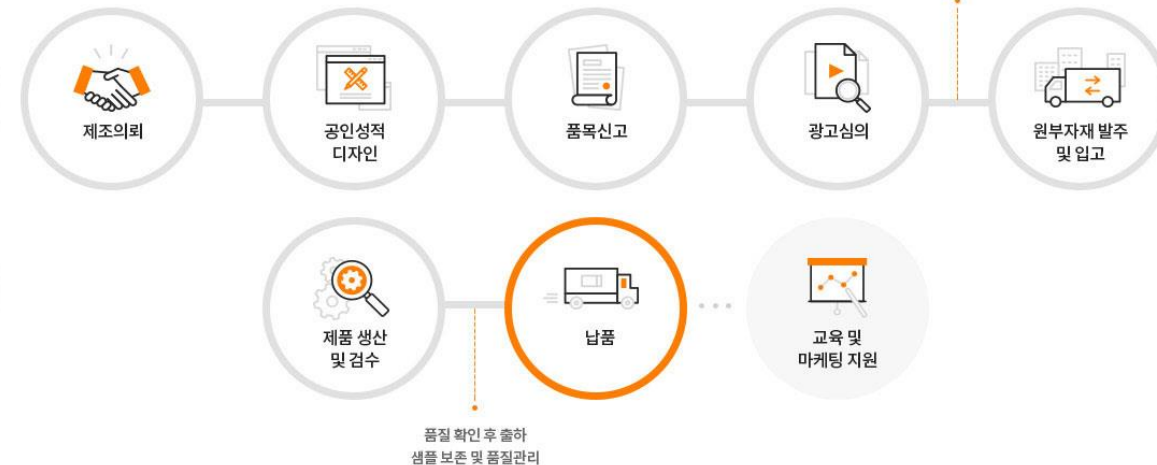 제조의뢰
공인성적
디자인
품목신고
광고심의
원부자재 발주
및 입고
제품 생산
및 검수
납품
교육 및
마케팅 지원
품질 확인 후 출하
샘플 보존 및 품질관리